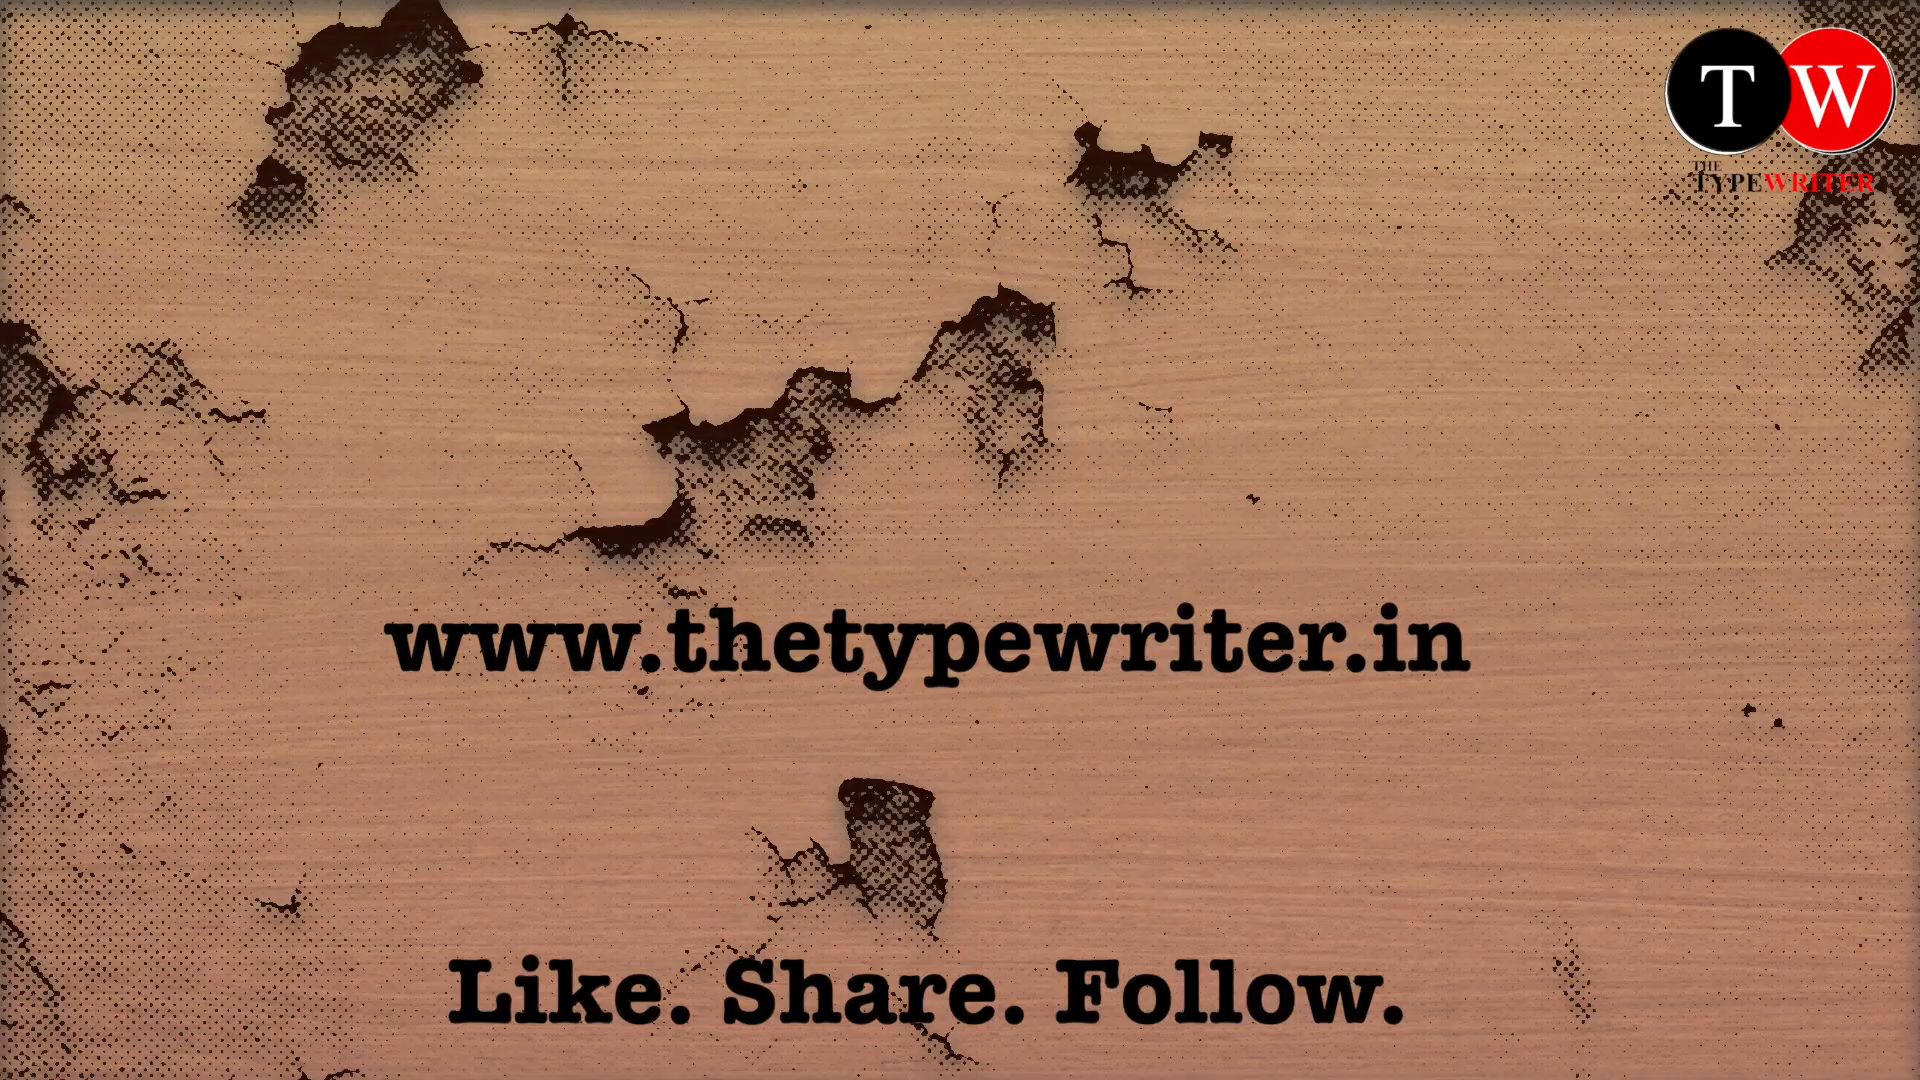 TW
THE
TYPEWRITER
www.thetypewriter.in
Like. Share. Follow.